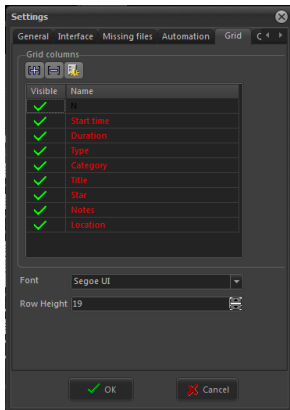 Settings
General Interface Missing files Automation Grid
Grid columns
Visible Name
N
Start time
Duration
Type
Category
Title
Star
Notes
Location
Font Segoe UI
Row Height 19
OK Cancel